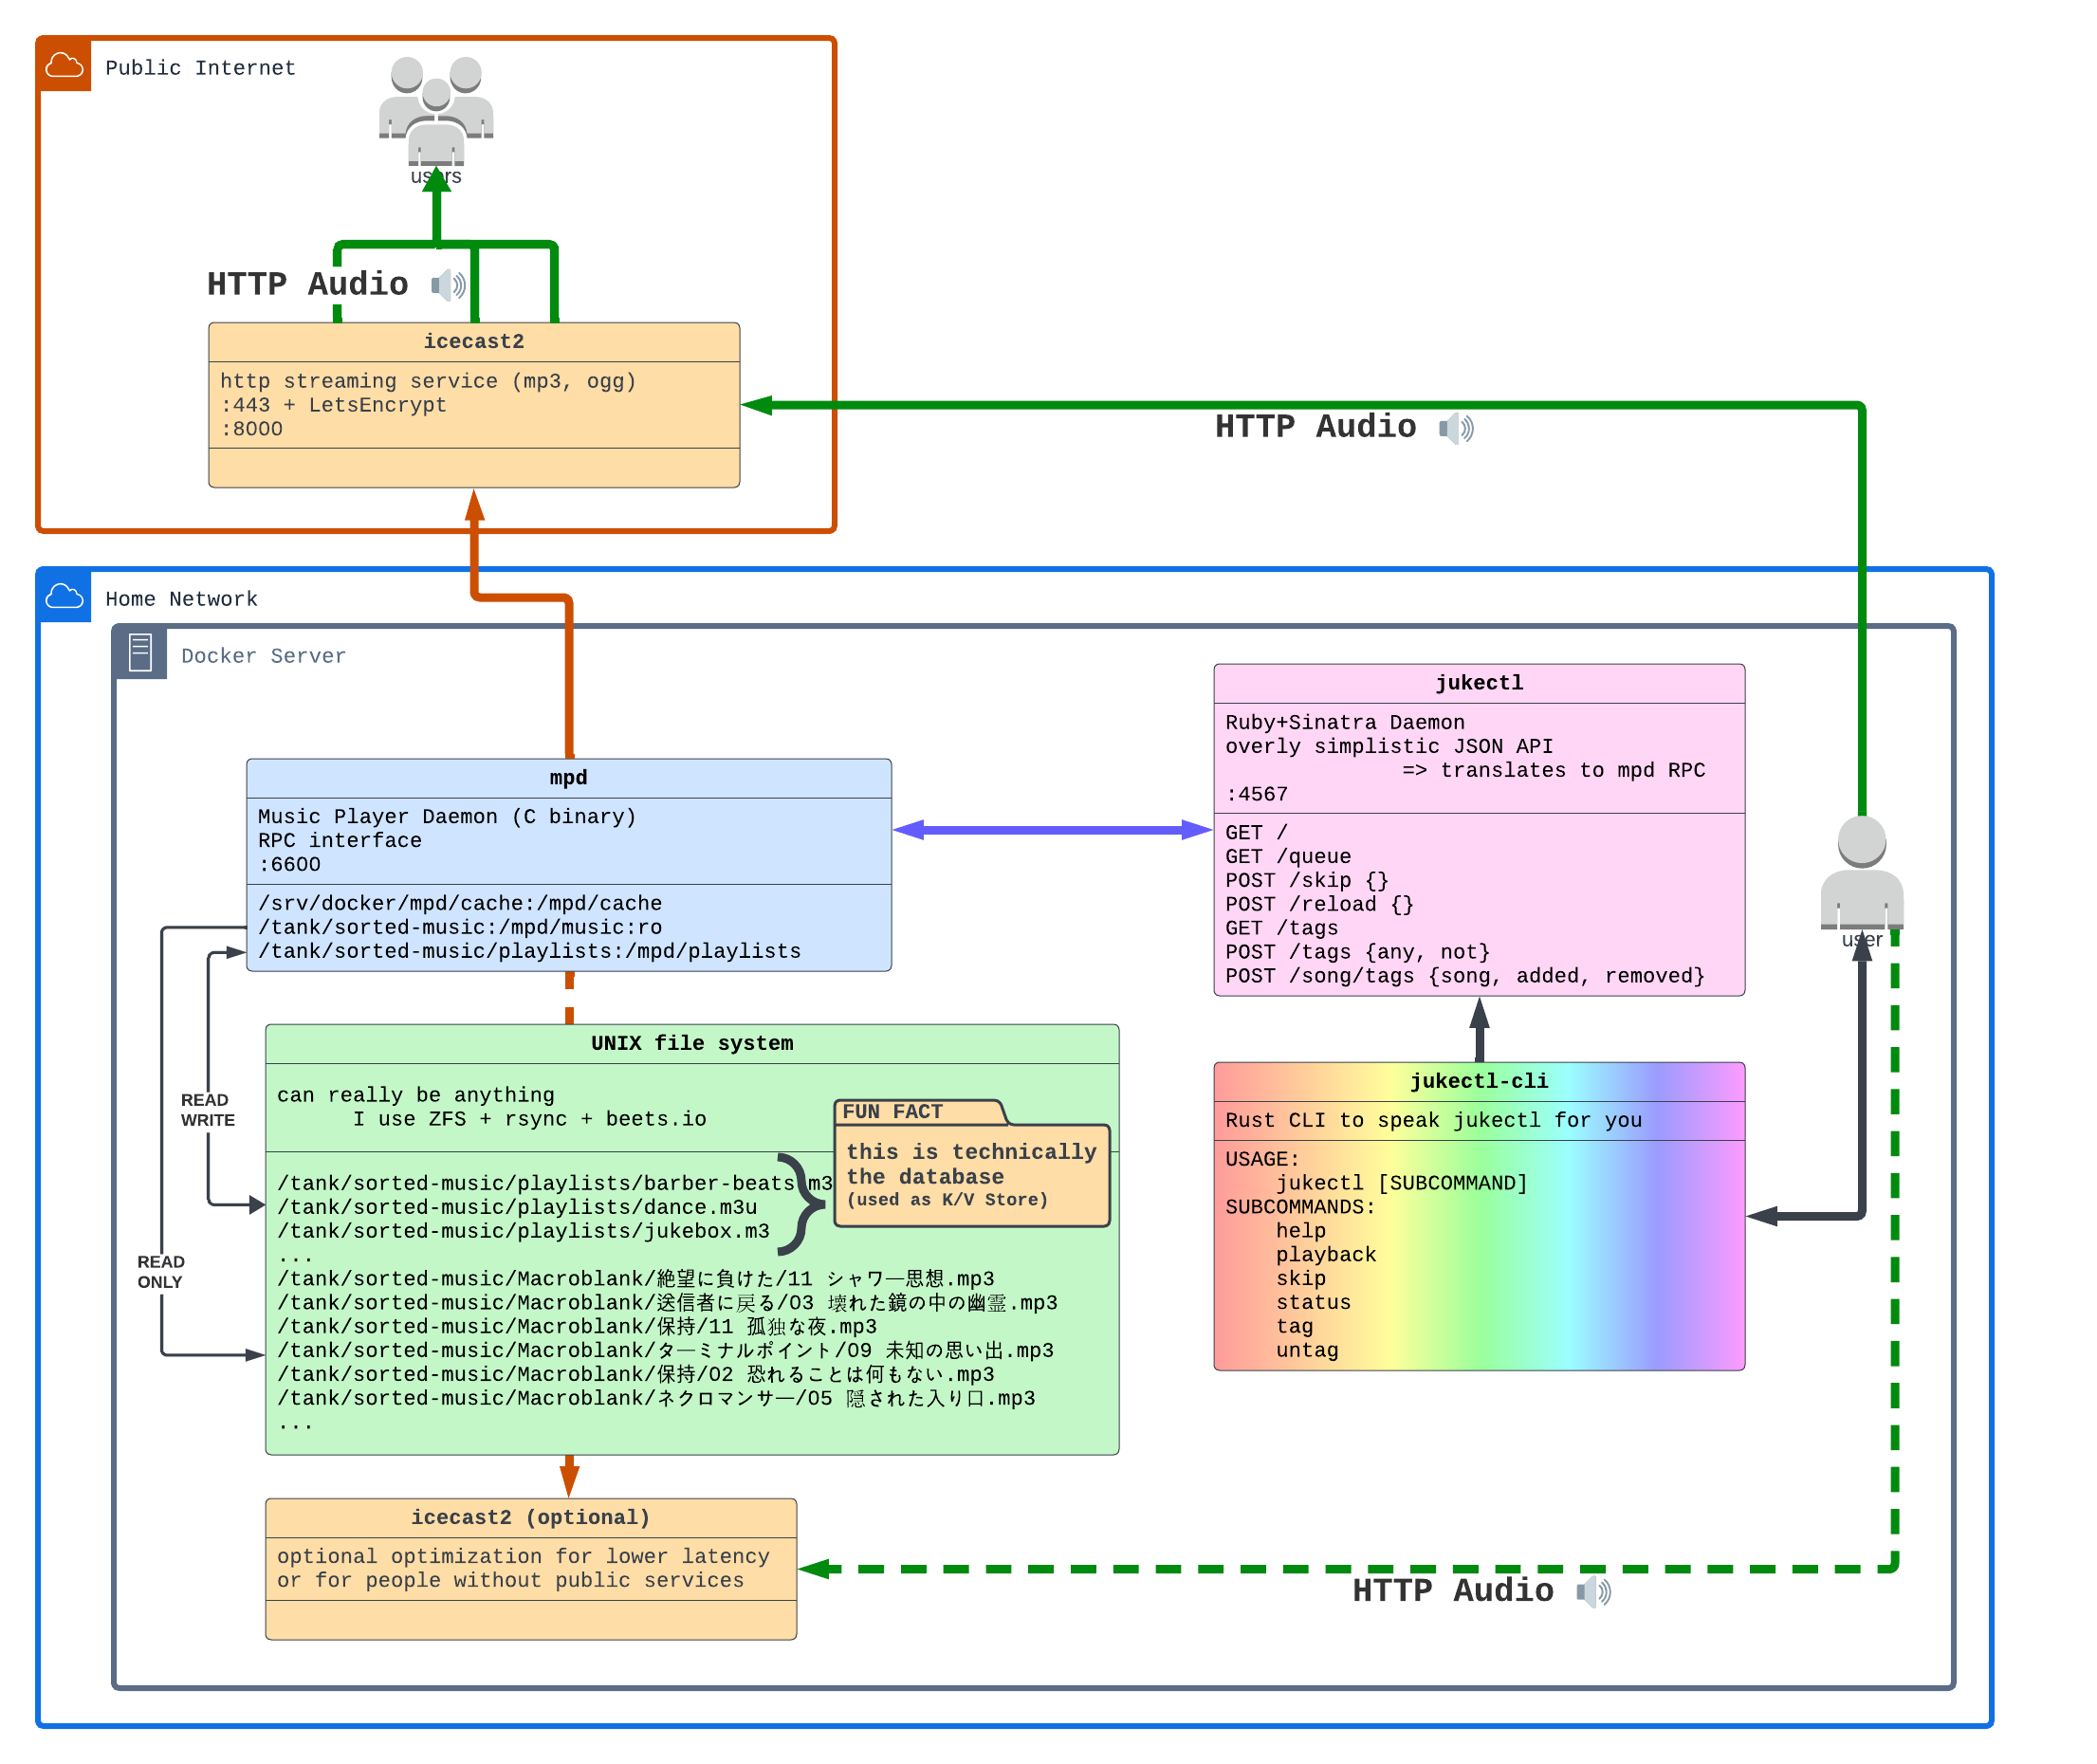 Public Internet
users
HTTP Audio
icecast2
http streaming service (mp3, ogg)
:443 + LetsEncrypt
:8000
HTTP Audio
Home Network
Docker Server
mpd
Music Player Daemon (C binary)
RPC interface
:6600
/srv/docker/mpd/cache:/mpd/cache
/tank/sorted-music:/mpd/music:ro
/tank/sorted-music/playlists:/mpd/playlists
jukectl
Ruby+Sinatra Daemon
overly simplistic JSON API
=> translates to mpd RPC
:4567
GET /
GET /queue
POST /skip {}
POST /reload {}
GET /tags
POST /tags {any, not}
POST /song/tags {song, added, removed}
user
READ
WRITE
READ
ONLY
UNIX file system
can really be anything
I use ZFS + rsync + beets.io
FUN FACT
this is technically
the database
(used as K/V Store)
/tank/sorted-music/playlists/barber-beats.m3
/tank/sorted-music/playlists/dance.m3u
/tank/sorted-music/playlists/jukebox.m3
...
/tank/sorted-music/Macroblank/絶望に負けた/11 シャワー思想.mp3
/tank/sorted-music/Macroblank/送信者に戻る/03 壊れた鏡の中の幽霊.mp3
/tank/sorted-music/Macroblank/保持/11 孤独な夜.mp3
/tank/sorted-music/Macroblank/ターミナルポイント/09 未知の思い出.mp3
/tank/sorted-music/Macroblank/保持/02 恐れることは何もない.mp3
/tank/sorted-music/Macroblank/ネクロマンサー/05 隠された入り口.mp3
...
jukectl-cli
Rust CLI to speak jukectl for you
USAGE:
jukectl [SUBCOMMAND]
SUBCOMMANDS:
help
playback
skip
status
tag
untag
icecast2 (optional)
optional optimization for lower latency
or for people without public services
HTTP Audio